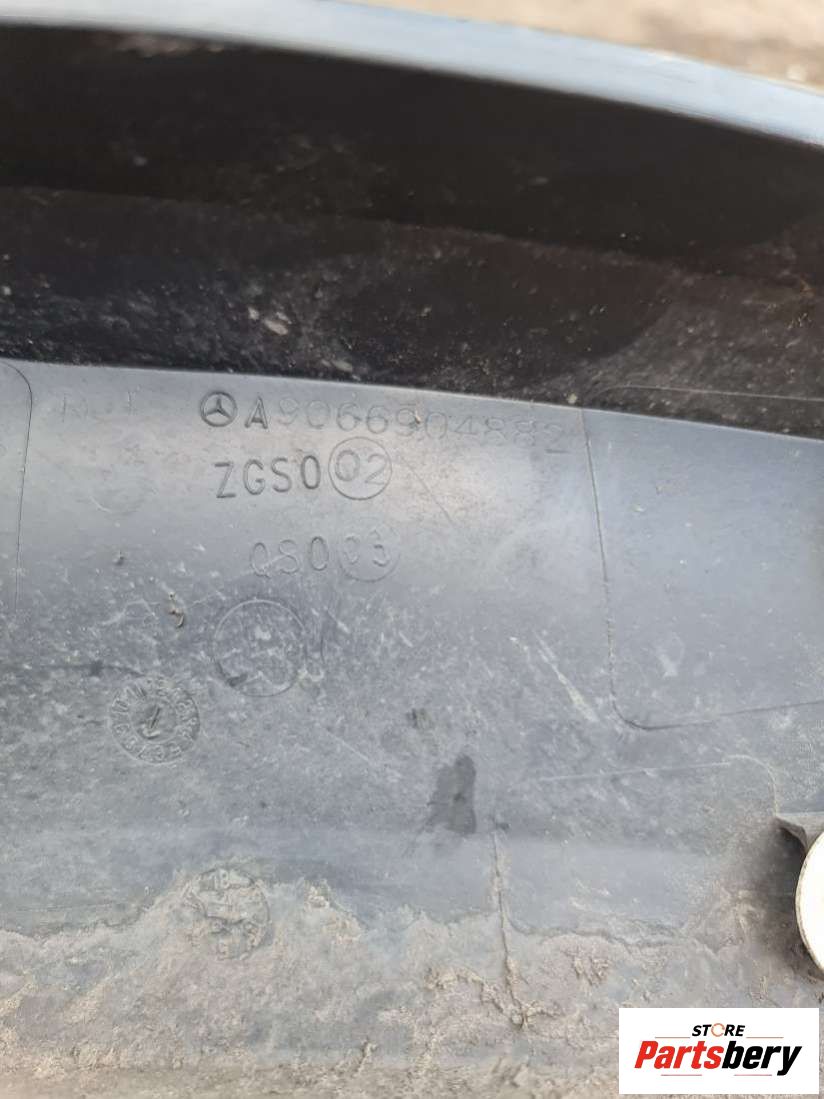 A9066904882
ZGS002
QS003
STORE
Partsbery